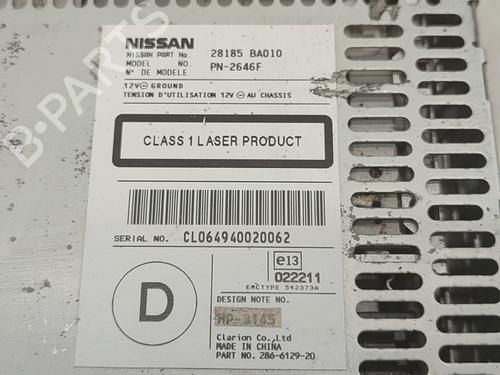 NISSAN
NISSAN PART No. 28185 BA010
MODEL NO. PN-2646F
N° DE MODELE
12V⊖ GROUND
TENSION D'UTILISATION 12V⊖ AU CHASSIS
CLASS 1 LASER PRODUCT
SERIAL NO. CL064940020062
e13
022211
EMCTYPE 542373A
D
DESIGN NOTE NO.
MP-3145
Clarion Co.,Ltd
MADE IN CHINA
PART NO. 286-6129-20
B-PARTS